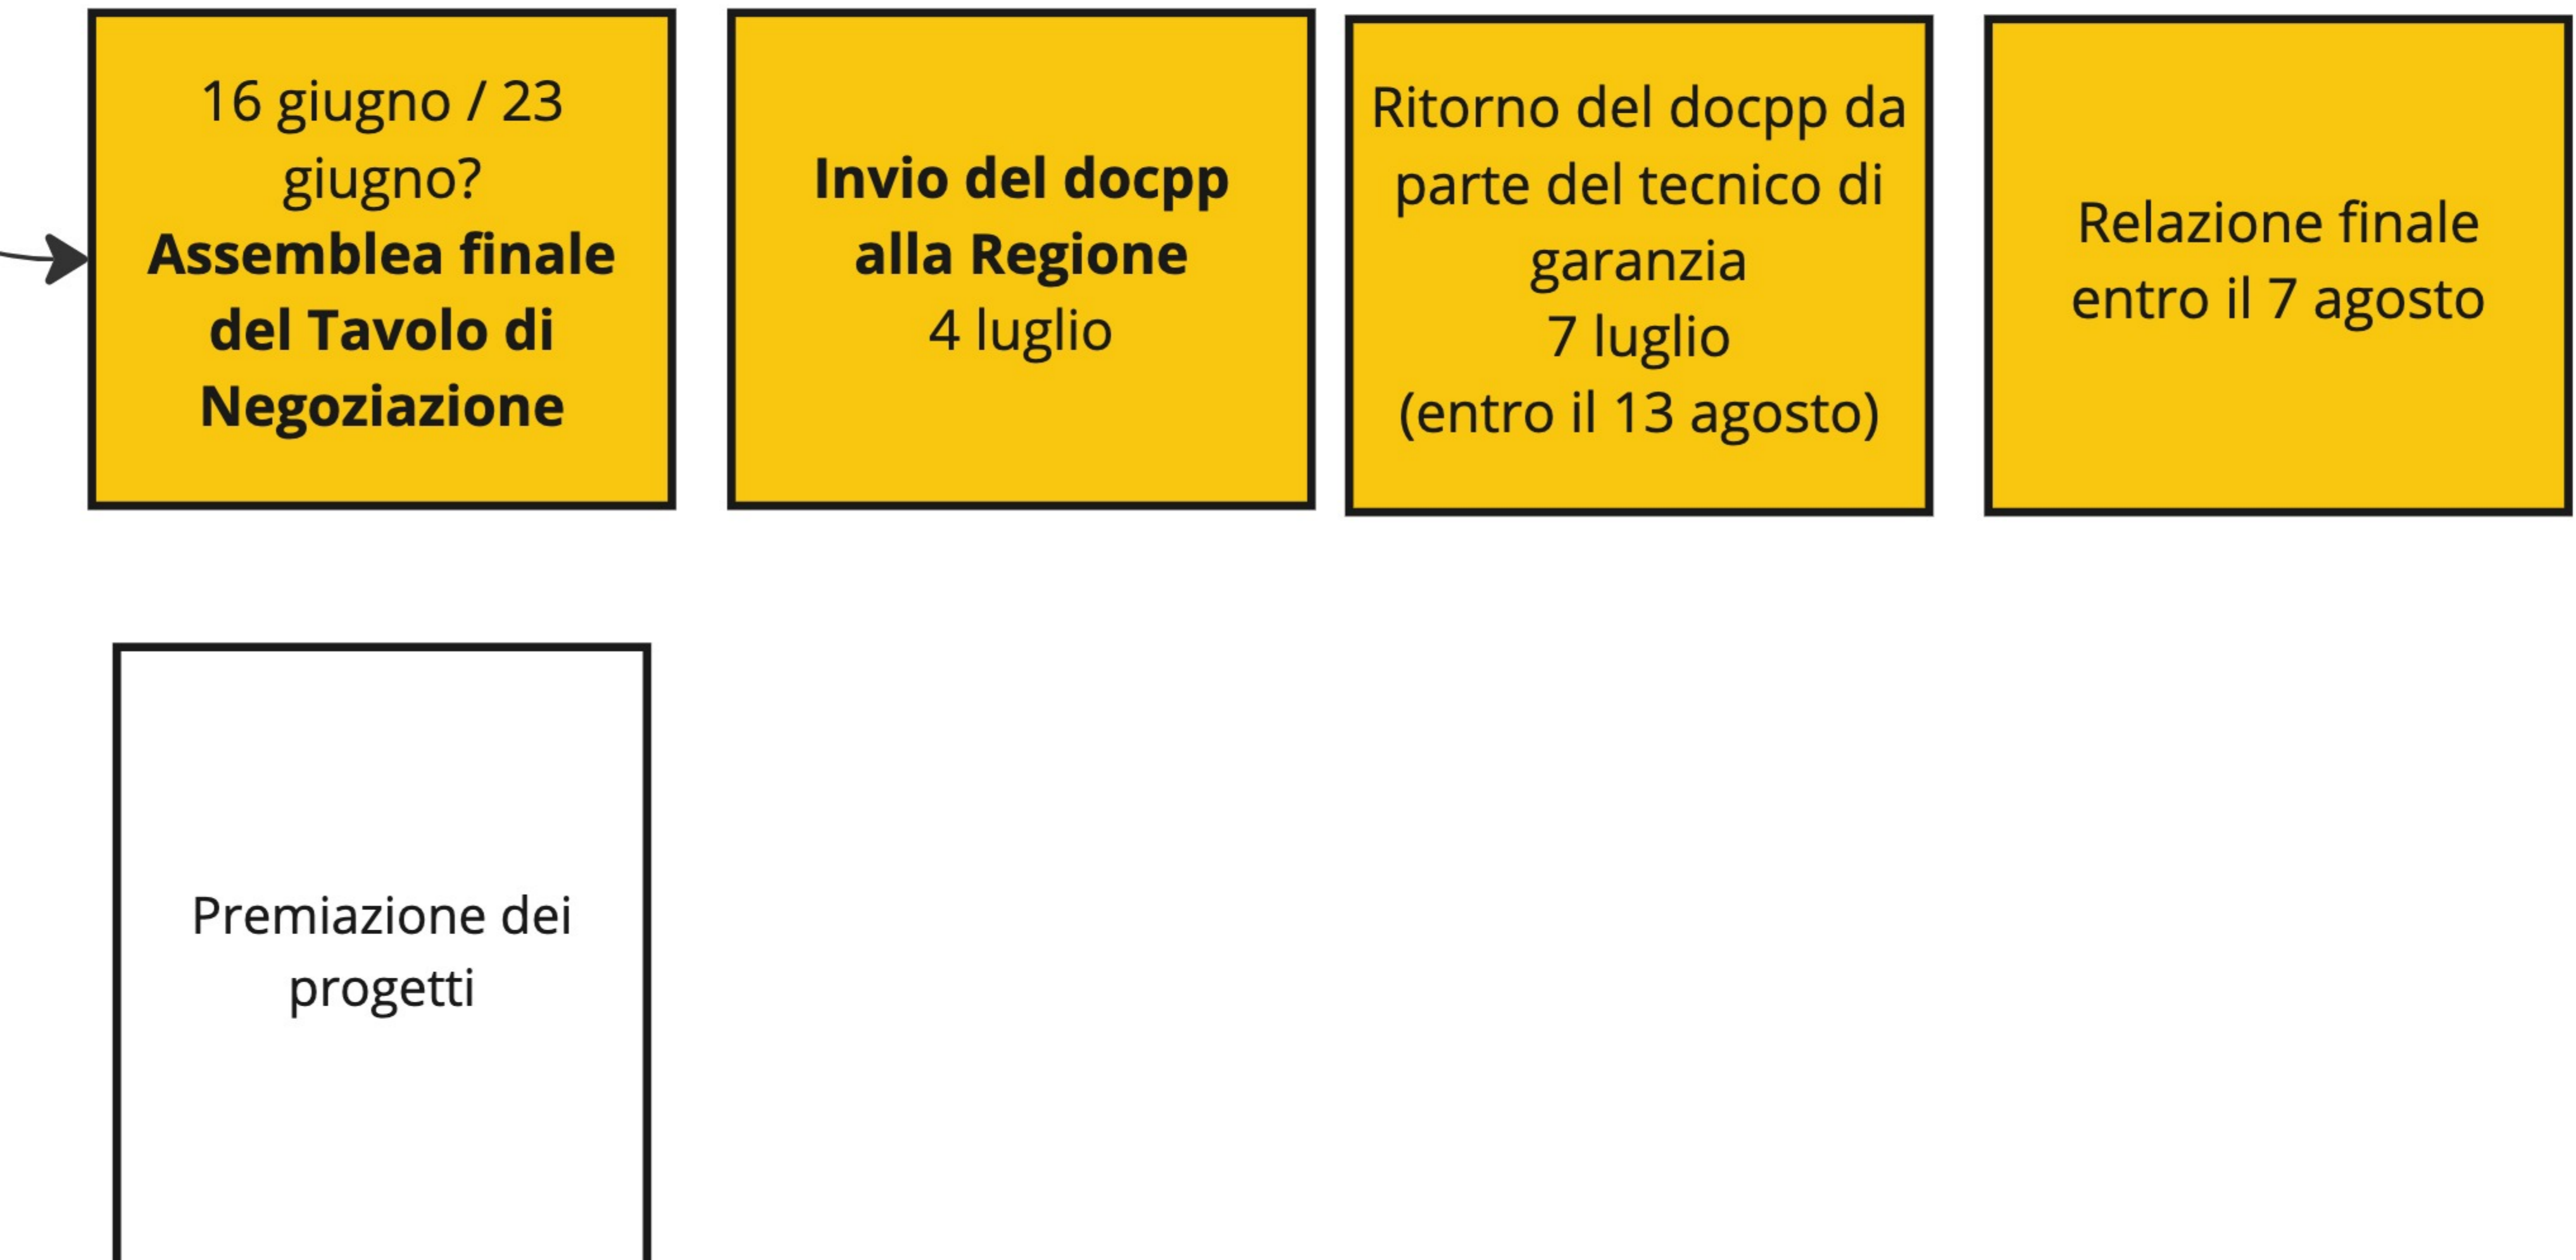 16 giugno / 23
giugno?
Assemblea finale
del Tavolo di
Negoziazione
Invio del docpp
alla Regione
4 luglio
Ritorno del docpp da
parte del tecnico di
garanzia
7 luglio
(entro il 13 agosto)
Relazione finale
entro il 7 agosto
Premiazione dei
progetti